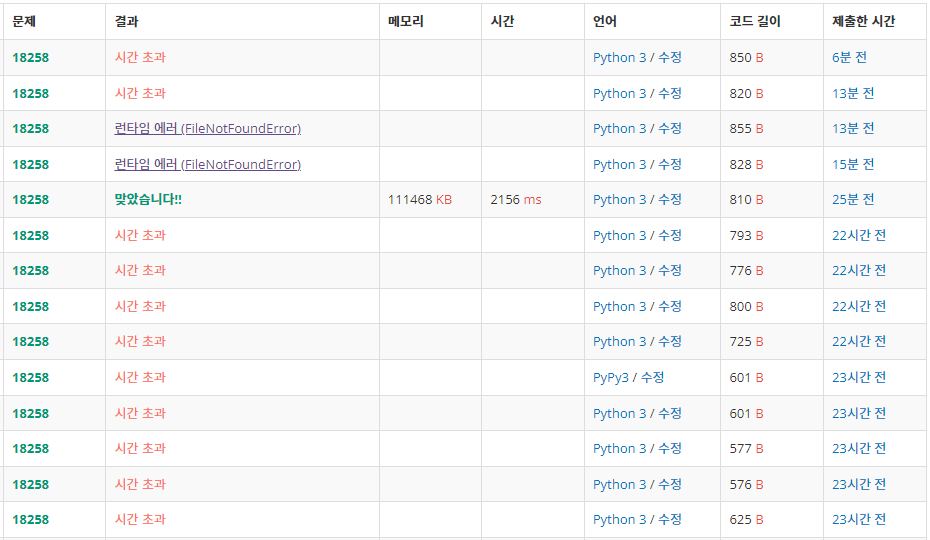 문제 결과 메모리 시간 언어 코드 길이 제출한 시간
18258 시간 초과 Python 3 / 수정 850 B 6분 전
18258 시간 초과 Python 3 / 수정 820 B 13분 전
18258 런타임 에러 (FileNotFoundError) Python 3 / 수정 855 B 13분 전
18258 런타임 에러 (FileNotFoundError) Python 3 / 수정 828 B 15분 전
18258 맞았습니다!! 111468 KB 2156 ms Python 3 / 수정 810 B 25분 전
18258 시간 초과 Python 3 / 수정 793 B 22시간 전
18258 시간 초과 Python 3 / 수정 776 B 22시간 전
18258 시간 초과 Python 3 / 수정 800 B 22시간 전
18258 시간 초과 Python 3 / 수정 725 B 22시간 전
18258 시간 초과 PyPy3 / 수정 601 B 23시간 전
18258 시간 초과 Python 3 / 수정 601 B 23시간 전
18258 시간 초과 Python 3 / 수정 577 B 23시간 전
18258 시간 초과 Python 3 / 수정 576 B 23시간 전
18258 시간 초과 Python 3 / 수정 625 B 23시간 전